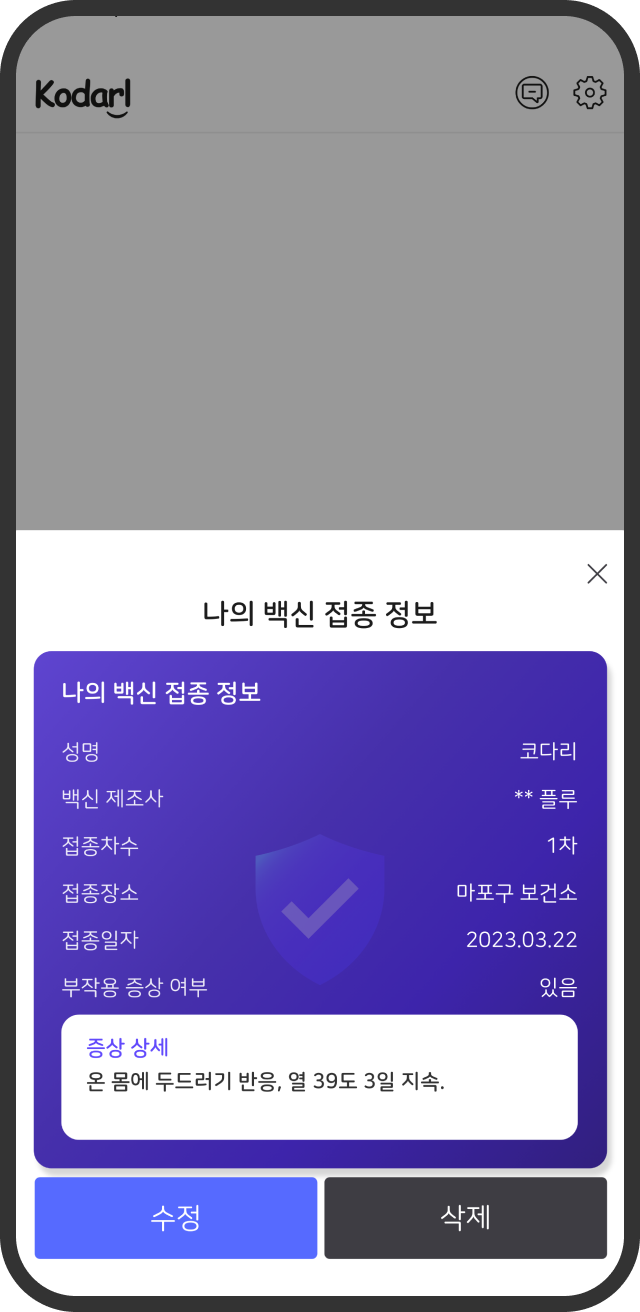 Kodarl
나의 백신 접종 정보
나의 백신 접종 정보
성명 코다리
백신 제조사 ** 플루
접종차수 1차
접종장소 마포구 보건소
접종일자 2023.03.22
부작용 증상 여부 있음
증상 상세
온 몸에 두드러기 반응, 열 39도 3일 지속.
수정 삭제